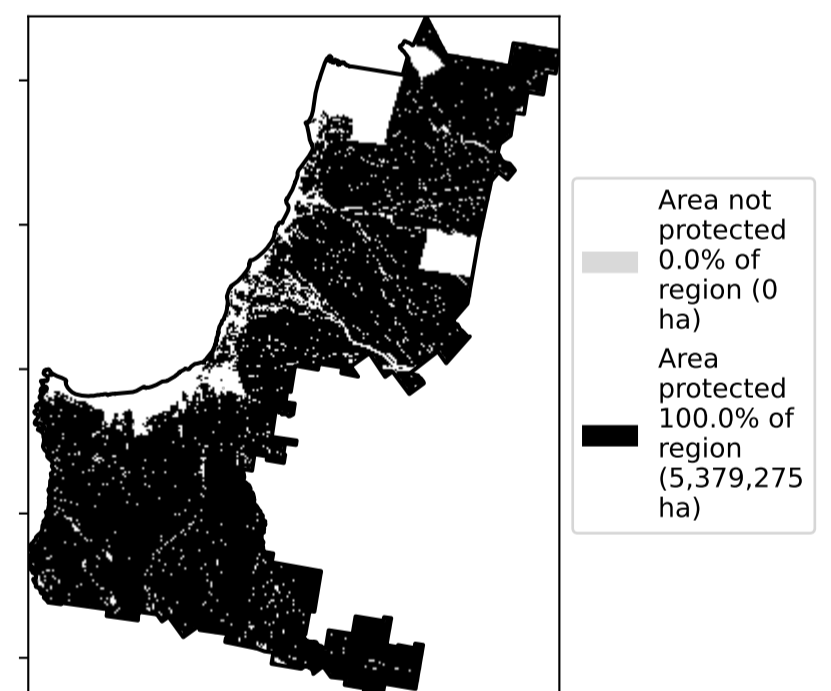 Area not
protected
0.0% of
region (0
ha)
Area
protected
100.0% of
region
(5,379,275
ha)